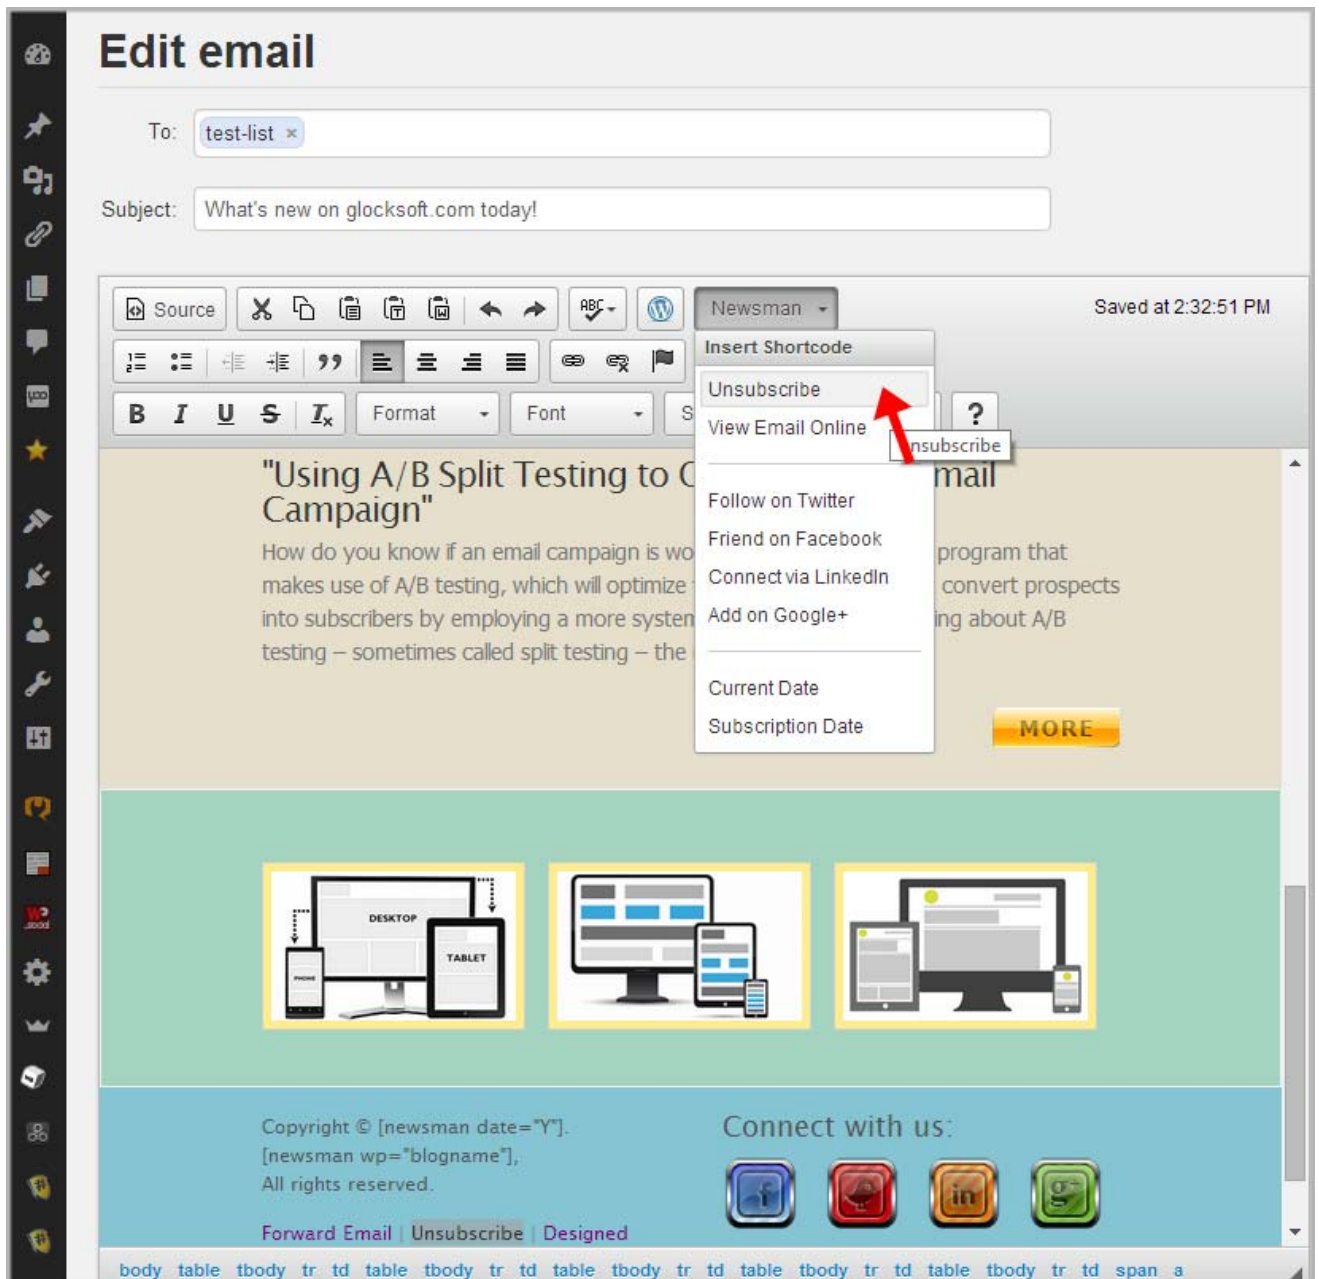 Edit email
To: test-list ×
Subject: What's new on glocksoft.com today!
Source
ABC
Newsman
Saved at 2:32:51 PM
Insert Shortcode
Unsubscribe
View Email Online
Follow on Twitter
Friend on Facebook
Connect via LinkedIn
Add on Google+
Current Date
Subscription Date
B I U S Tx Format Font S ?
nsubscribe
"Using A/B Split Testing to C mail
Campaign"
How do you know if an email campaign is wo program that
makes use of A/B testing, which will optimize convert prospects
into subscribers by employing a more system ing about A/B
testing – sometimes called split testing – the
MORE
DESKTOP
TABLET
PHONE
Copyright © [newsman date="Y"].
[newsman wp="blogname"],
All rights reserved.
Forward Email | Unsubscribe | Designed
Connect with us:
f
in
g+
body table tbody tr td table tbody tr td table tbody tr td table tbody tr td table tbody tr td span a